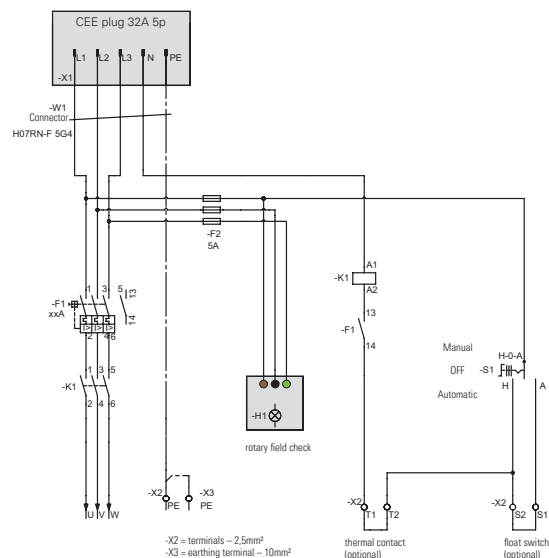 CEE plug 32A 5p
L1 L2 L3 N PE
-X1
-W1
Connector
H07RN-F 5G4
-F2
5A
A1
-K1
A2
1 3 5 13
-F1
xxA
I> I> I>
2 4 6 14
13
-F1
14
Manual H-0-A
OFF -S1
H A
Automatic
1 3 5
-K1
2 4 6
-H1
rotary field check
-X2 -X3
PE PE
-X2 T1 T2
-X2 S2 S1
U V W
-X2 = terminals – 2,5mm²
-X3 = earthing terminal – 10mm²
thermal contact
(optional)
float switch
(optional)